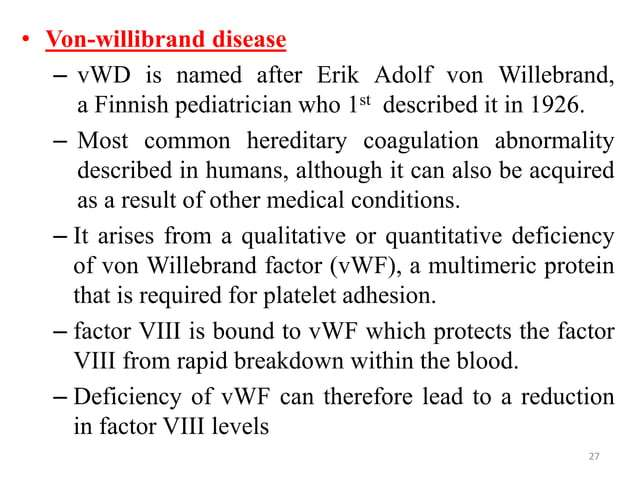 • Von-willibrand disease
– vWD is named after Erik Adolf von Willebrand,
a Finnish pediatrician who 1st described it in 1926.
– Most common hereditary coagulation abnormality
described in humans, although it can also be acquired
as a result of other medical conditions.
– It arises from a qualitative or quantitative deficiency
of von Willebrand factor (vWF), a multimeric protein
that is required for platelet adhesion.
– factor VIII is bound to vWF which protects the factor
VIII from rapid breakdown within the blood.
– Deficiency of vWF can therefore lead to a reduction
in factor VIII levels
27